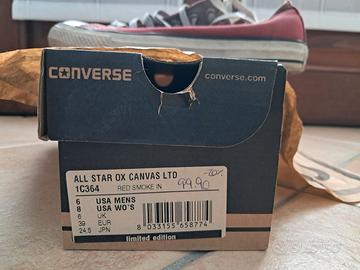 CONVERSE
converse.com
ALL STAR OX CANVAS LTD
1C364 RED SMOKE IN
99.90 -20%
6 USA MENS
8 USA WO'S
6 UK
39 EUR
24,5 JPN
8 033155 658774
limited edition